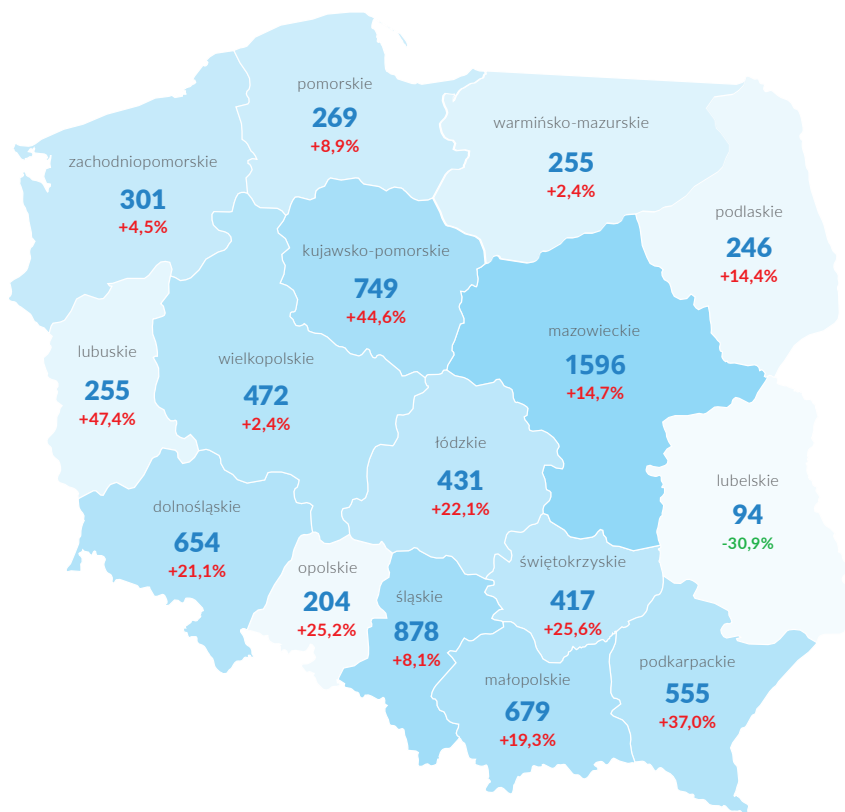 pomorskie
269
+8,9%
warmińsko-mazurskie
255
+2,4%
zachodniopomorskie
301
+4,5%
podlaskie
246
+14,4%
kujawsko-pomorskie
749
+44,6%
mazowieckie
1596
+14,7%
lubuskie
255
+47,4%
wielkopolskie
472
+2,4%
łódzkie
431
+22,1%
lubelskie
94
-30,9%
dolnośląskie
654
+21,1%
opolskie
204
+25,2%
śląskie
878
+8,1%
świętokrzyskie
417
+25,6%
małopolskie
679
+19,3%
podkarpackie
555
+37,0%